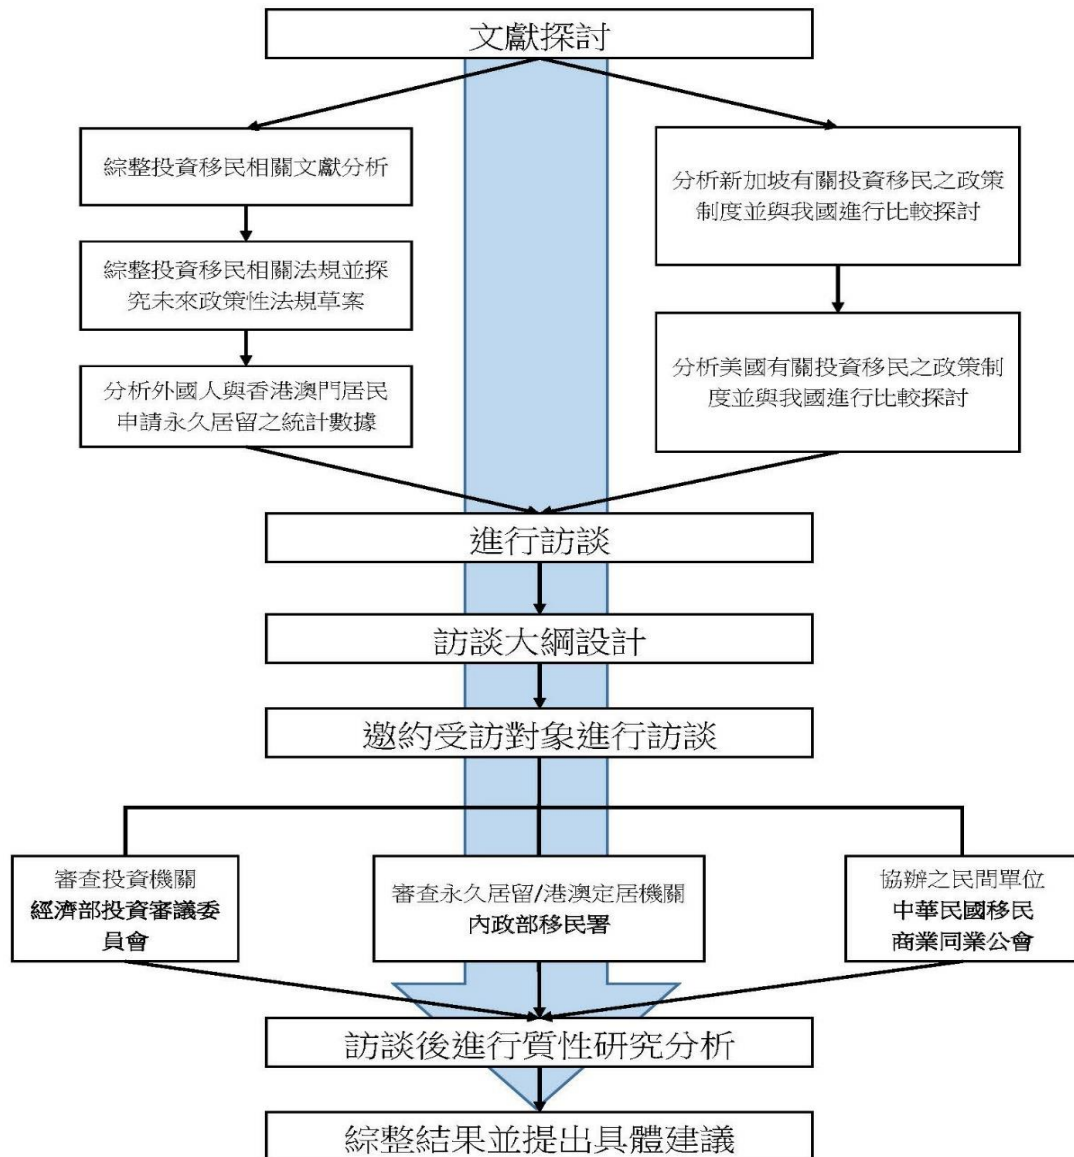 文獻探討
綜整投資移民相關文獻分析
綜整投資移民相關法規並探
究未來政策性法規草案
分析外國人與香港澳門居民
申請永久居留之統計數據
分析新加坡有關投資移民之政策
制度並與我國進行比較探討
分析美國有關投資移民之政策制
度並與我國進行比較探討
進行訪談
訪談大綱設計
邀約受訪對象進行訪談
審查投資機關
經濟部投資審議委
員會
審查永久居留/港澳定居機關
內政部移民署
協辦之民間單位
中華民國移民
商業同業公會
訪談後進行質性研究分析
綜整結果並提出具體建議